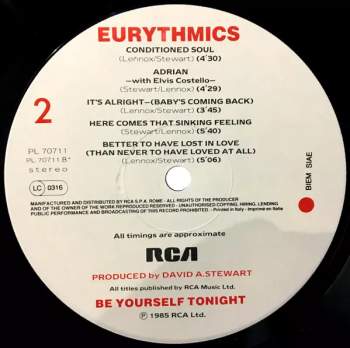 EURYTHMICS
CONDITIONED SOUL
(Lennox/Stewart) (4'30)
ADRIAN
—with Elvis Costello—
(Stewart/Lennox) (4'29)
2
IT'S ALRIGHT—(BABY'S COMING BACK)
(Lennox/Stewart) (3'45)
HERE COMES THAT SINKING FEELING
(Stewart/Lennox) (5'40)
PL 70711
PL 70711 B*
stereo
BETTER TO HAVE LOST IN LOVE
(THAN NEVER TO HAVE LOVED AT ALL)
(Lennox/Stewart) (5'06)
LC 0316
BIEM SIAE
MANUFACTURED AND DISTRIBUTED BY RCA S.P.A. ROME - ALL RIGHTS OF THE PRODUCER
AND OF THE OWNER OF THE WORK REPRODUCED RESERVED - UNAUTHORISED COPYING, HIRING, LENDING
PUBLIC PERFORMANCE AND BROADCASTING OF THIS RECORD PROHIBITED - Printed in Italy - Imprimé en Italie
All timings are approximate
RCA
PRODUCED by DAVID A.STEWART
All titles published by RCA Music Ltd.
BE YOURSELF TONIGHT
℗ 1985 RCA Ltd.